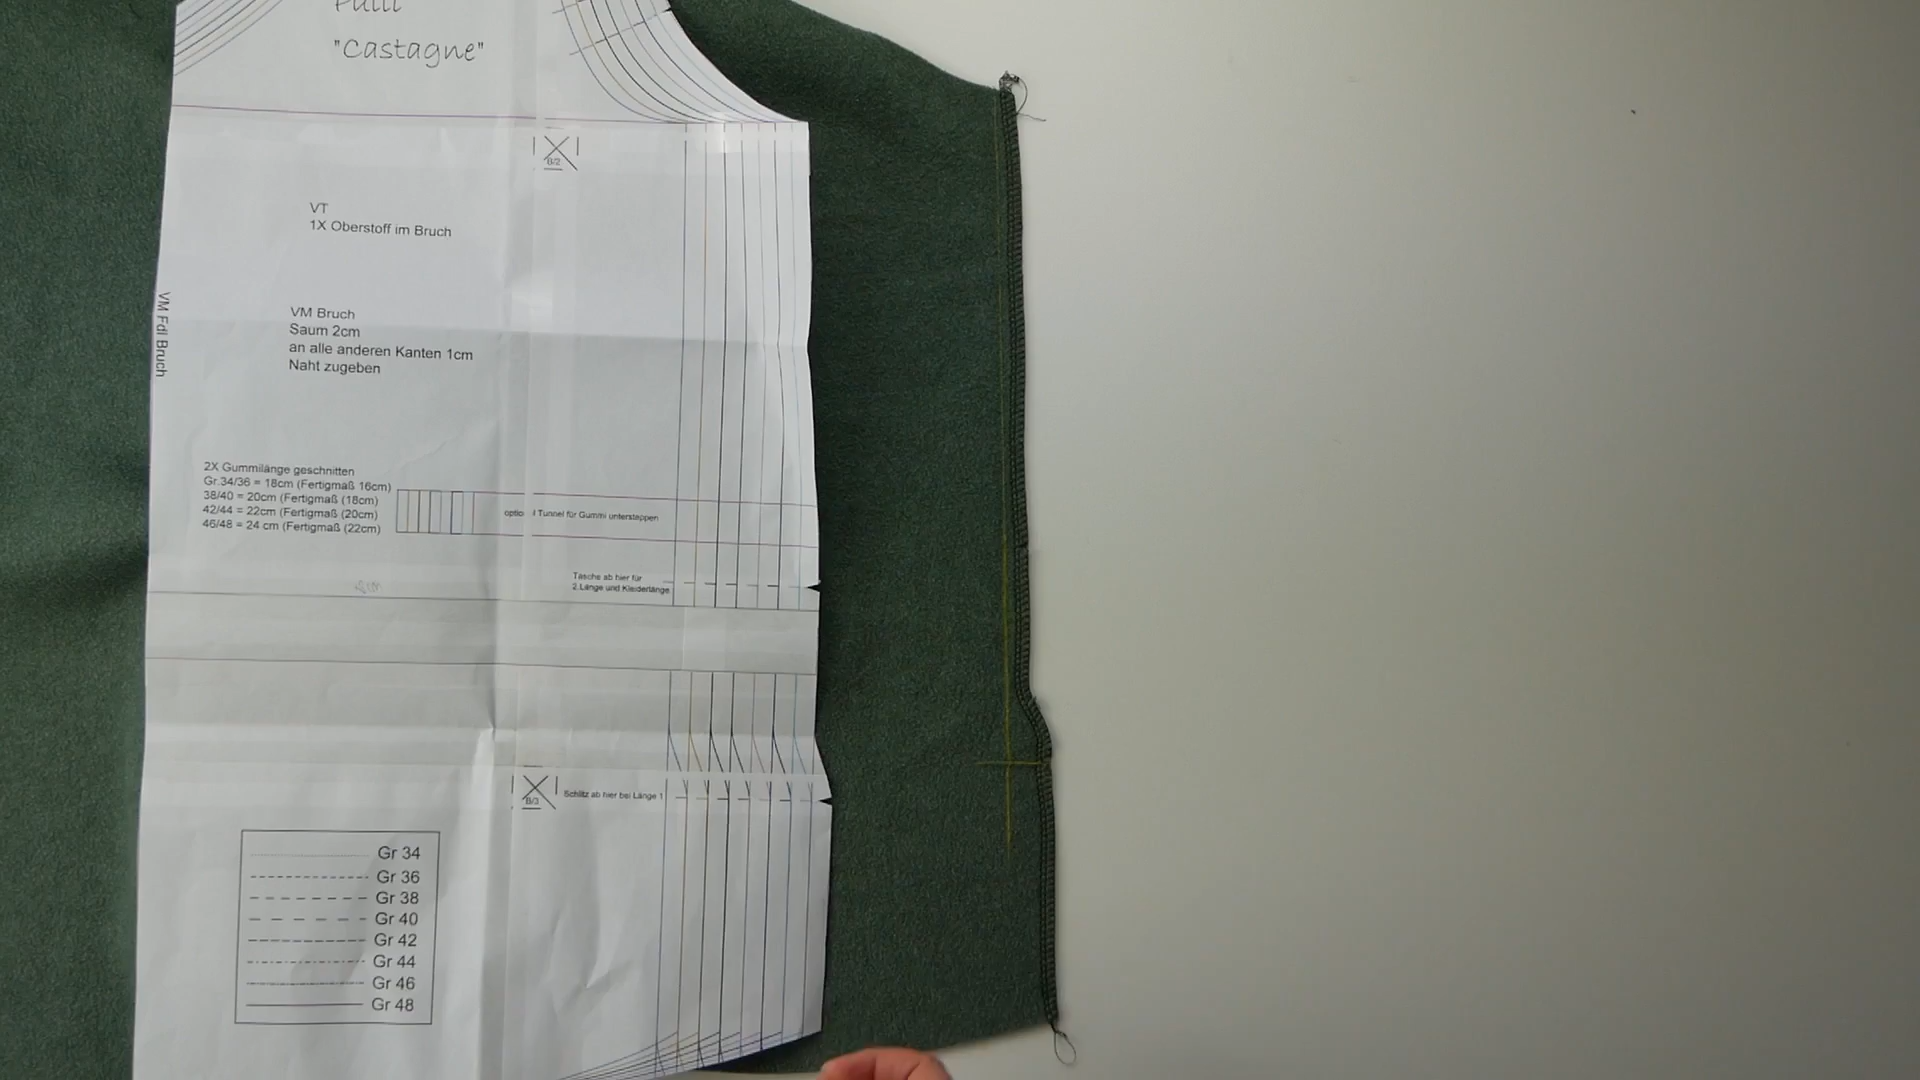 Pulli
"Castagne"
B/2
VT
1X Oberstoff im Bruch
VM Fdl Bruch
VM Bruch
Saum 2cm
an alle anderen Kanten 1cm
Naht zugeben
2X Gummilänge geschnitten
Gr.34/36 = 18cm (Fertigmaß 16cm)
38/40 = 20cm (Fertigmaß (18cm)
42/44 = 22cm (Fertigmaß (20cm)
46/48 = 24 cm (Fertigmaß (22cm)
Tunnel für Gummi untersteppen
Tasche ab hier für
2.Länge und Kleiderlänge
B/3
Schlitz ab hier bei Länge 1
Gr 34
Gr 36
Gr 38
Gr 40
Gr 42
Gr 44
Gr 46
Gr 48